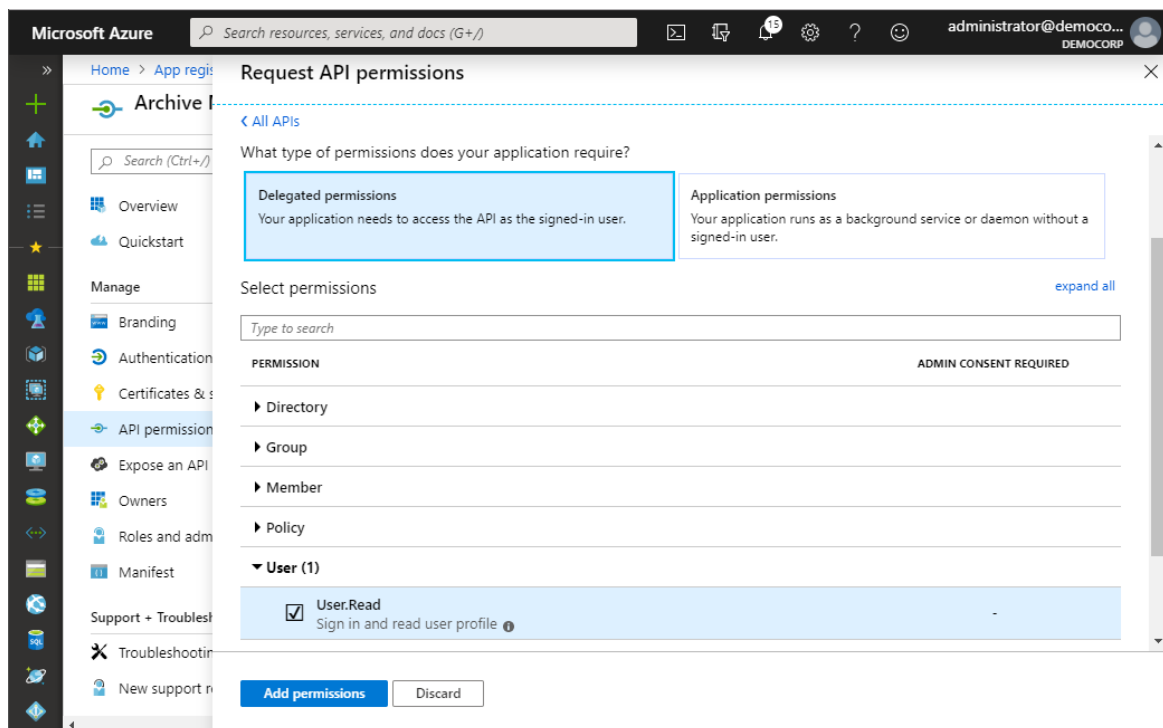 Microsoft Azure
Search resources, services, and docs (G+/)
15
administrator@democo...
DEMOCORP
Home > App regis
Archive
Search (Ctrl+/)
Overview
Quickstart
Manage
Branding
Authentication
Certificates & s
API permission
Expose an API
Owners
Roles and adm
Manifest
Support + Troublesh
Troubleshootin
New support r
Request API permissions
All APIs
What type of permissions does your application require?
Delegated permissions
Your application needs to access the API as the signed-in user.
Application permissions
Your application runs as a background service or daemon without a
signed-in user.
Select permissions
expand all
Type to search
PERMISSION
ADMIN CONSENT REQUIRED
Directory
Group
Member
Policy
User (1)
User.Read
Sign in and read user profile
-
Add permissions
Discard